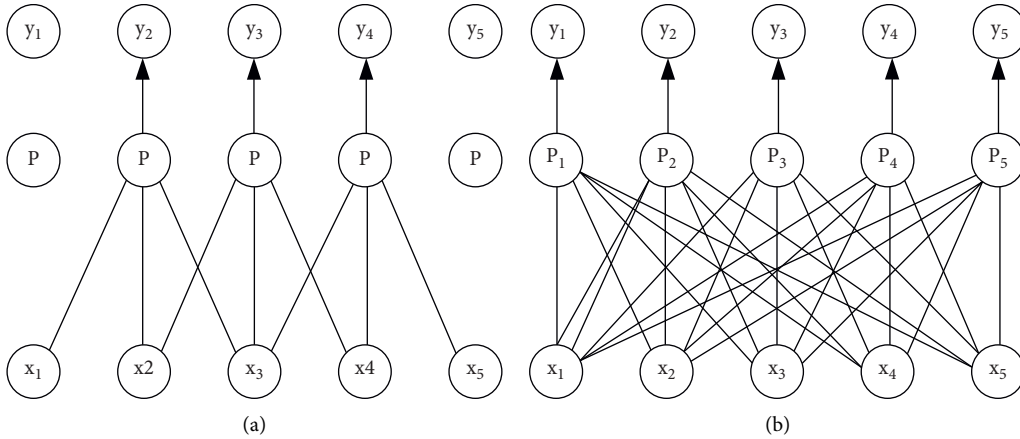 y₁ y₂ y₃ y₄ y₅ y₁ y₂ y₃ y₄ y₅
P P P P P P₁ P₂ P₃ P₄ P₅
x₁ x2 x₃ x4 x₅ x₁ x₂ x₃ x₄ x₅
(a) (b)